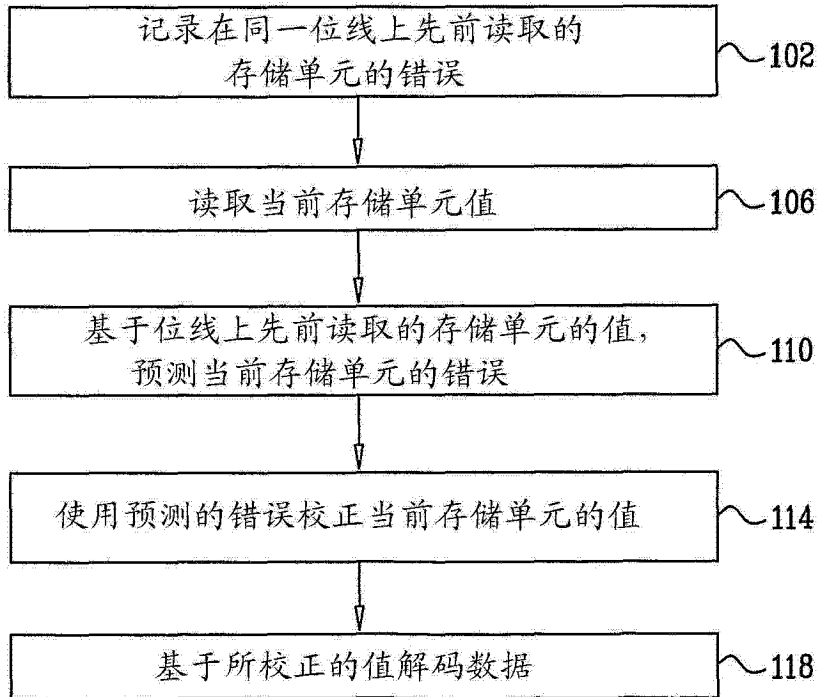 记录在同一位线上先前读取的
存储单元的错误
102
读取当前存储单元值
106
基于位线上先前读取的存储单元的值,
预测当前存储单元的错误
110
使用预测的错误校正当前存储单元的值
114
基于所校正的值解码数据
118